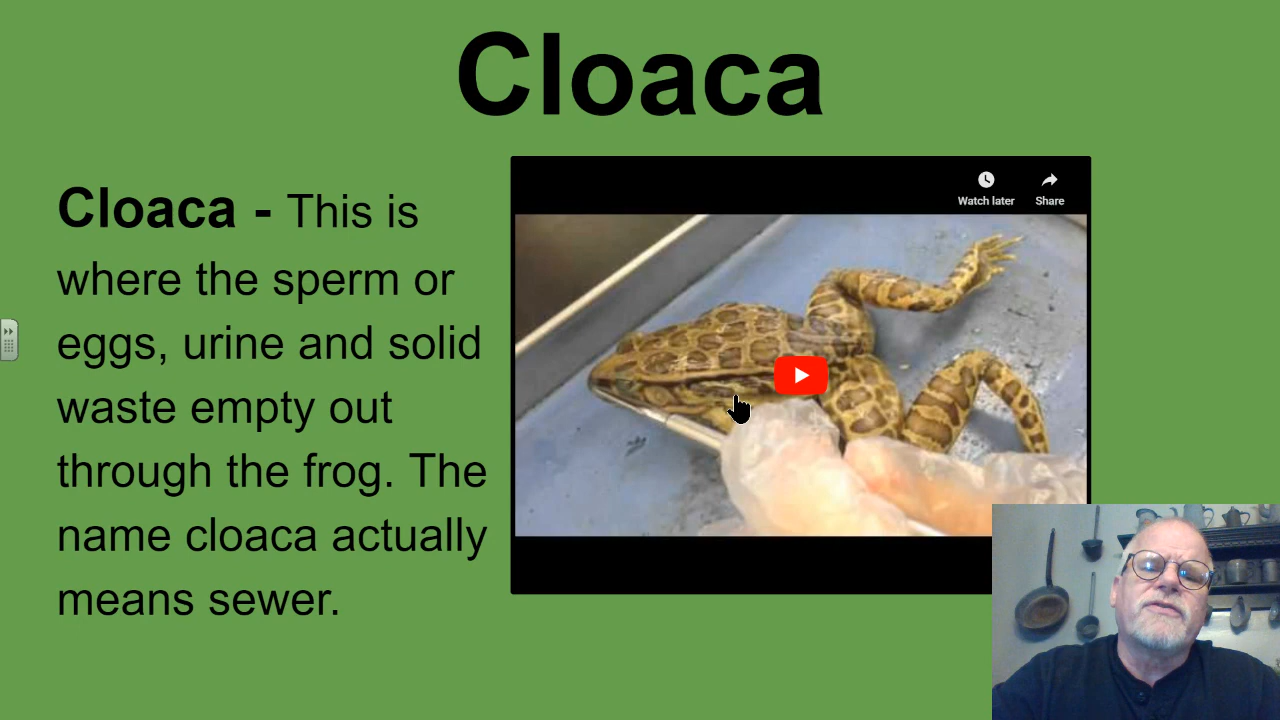 Cloaca
Cloaca - This is
where the sperm or
eggs, urine and solid
waste empty out
through the frog. The
name cloaca actually
means sewer.
Watch later
Share